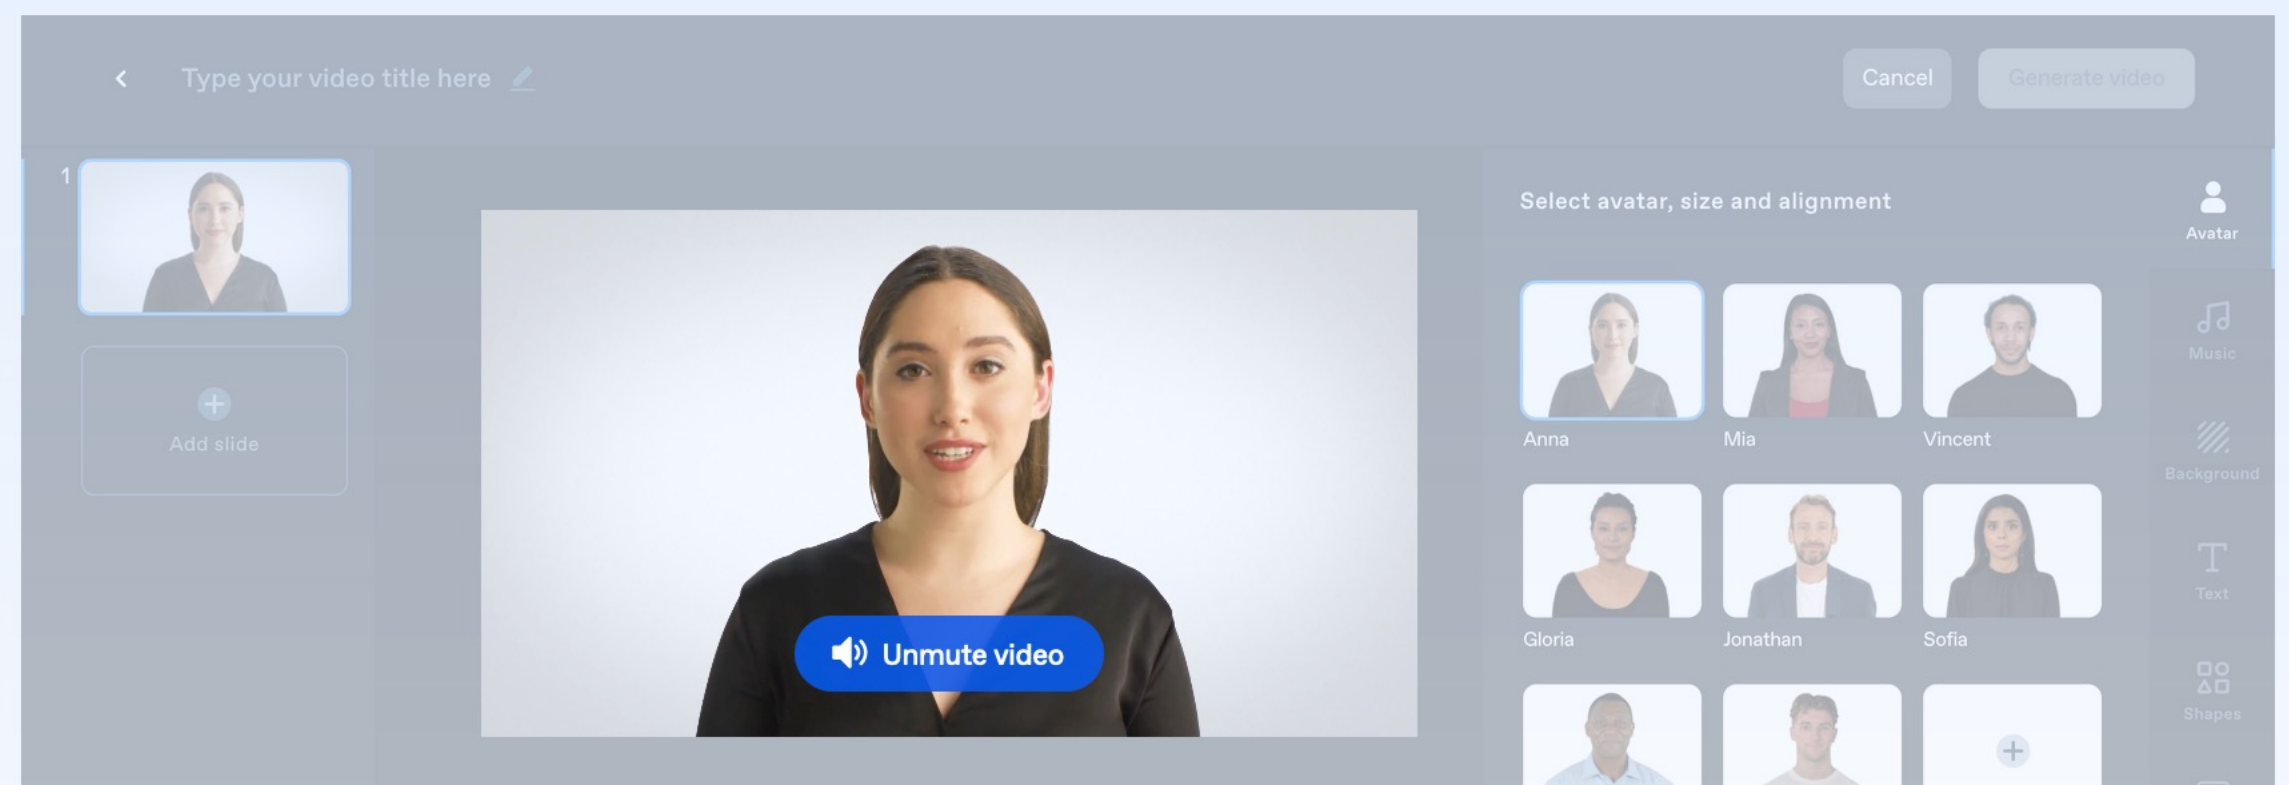 Type your video title here
Cancel
Generate video
1
Add slide
Unmute video
Select avatar, size and alignment
Anna
Mia
Vincent
Gloria
Jonathan
Sofia
Avatar
Music
Background
Text
Shapes